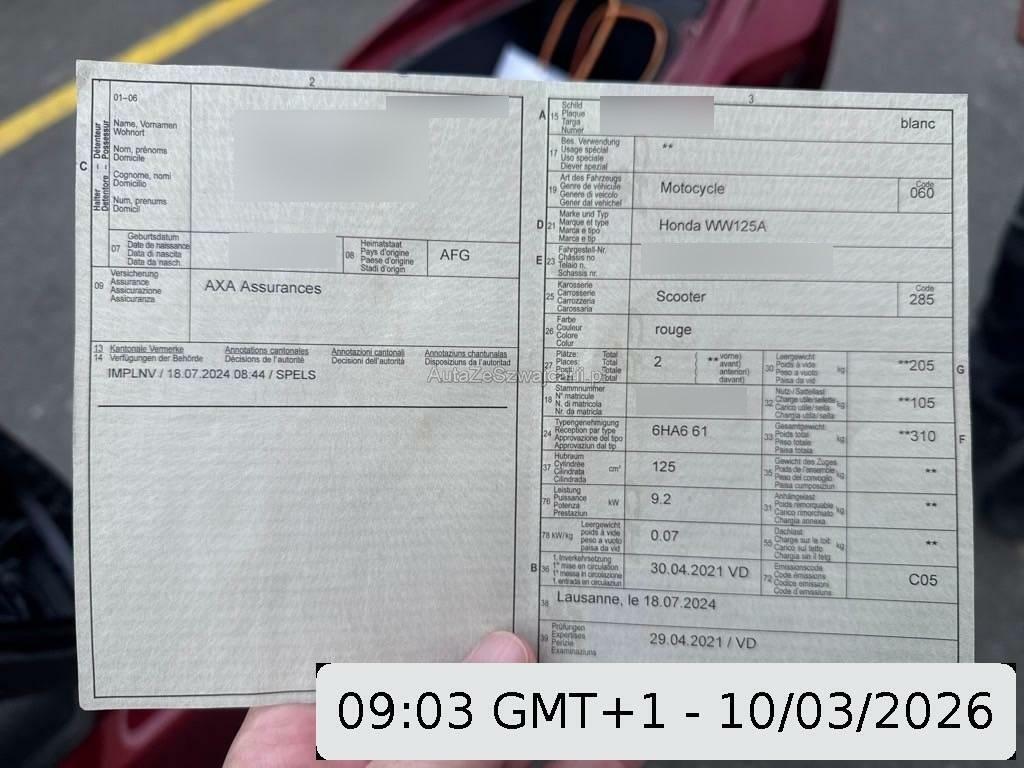 2
01-06
Halter – Détenteur
Detentore – Possessur
Name, Vornamen
Wohnort
Nom, prénoms
Domicile
Cognome, nomi
Domicilio
Num, prenums
Domicil
C
07
Geburtsdatum
Date de naissance
Data di nascita
Data da nasch.
08
Heimatstaat
Pays d'origine
Paese d'origine
Stadi d'origin
AFG
09
Versicherung
Assurance
Assicurazione
Assicuranza
AXA Assurances
13
14
Kantonale Vermerke
Verfügungen der Behörde
Annotations cantonales
Décisions de l'autorité
Annotazioni cantonali
Decisioni dell'autorità
Annotaziuns chantunalas
Disposiziuns da l'autoritad
IMPLNV / 18.07.2024 08:44 / SPELS
3
A 15
Schild
Plaque
Targa
Numer
blanc
17
Bes. Verwendung
Usage spécial
Uso speciale
Diever spezial
**
19
Art des Fahrzeugs
Genre de véhicule
Genere di veicolo
Gener dal vehichel
Motocycle
Code
060
D 21
Marke und Typ
Marque et type
Marca e tipo
Marca e tip
Honda WW125A
E 23
Fahrgestell-Nr.
Châssis no
Telaio n.
Schassis nr.
25
Karosserie
Carrosserie
Carrozzeria
Carossaria
Scooter
Code
285
26
Farbe
Couleur
Colore
Colur
rouge
27
Plätze: Total
Places: Total
Posti: Totale
Total
2
( ** vorne)
avant)
anteriori)
davant)
30
Leergewicht
Poids à vide
Peso a vuoto
Paisa da vid
kg
**205
G
18
Stammnummer
N° matricule
N. di matricola
Nr. da matricla
32
Nutz-/Sattellast
Charge utile/sellette
Carico utile/sella
Chargia utila/sella
kg
**105
24
Typengenehmigung
Réception par type
Approvazione del tipo
Approvaziun dal tip
6HA6 61
33
Gesamtgewicht
Poids total
Peso totale
Paisa totala
kg
**310
F
37
Hubraum
Cylindrée
Cilindrata
Cilindrada
cm³
125
35
Gewicht des Zuges
Poids de l'ensemble
Peso del convoglio
Paisa cumposiziun
kg
**
76
Leistung
Puissance
Potenza
Prestaziun
kW
9.2
31
Anhängelast
Poids remorquable
Carico rimorchiato
Chargia annexa
kg
**
78 kW/kg
Leergewicht
poids à vide
peso a vuoto
paisa da vid
0.07
55
Dachlast
Charge sur le toit
Carico sul tetto
Chargia sin il tetg
kg
**
B 36
1. Inverkehrsetzung
1re mise en circulation
1a messa in circolazione
1. entrada en circulaziun
30.04.2021 VD
72
Emissionscode
Code émissions
Codice emissioni
Code d'emissiuns
C05
38
Lausanne, le 18.07.2024
39
Prüfungen
Expertises
Perizie
Examinaziuns
29.04.2021 / VD
AutaZeSzwajcarii.pl
09:03 GMT+1 - 10/03/2026